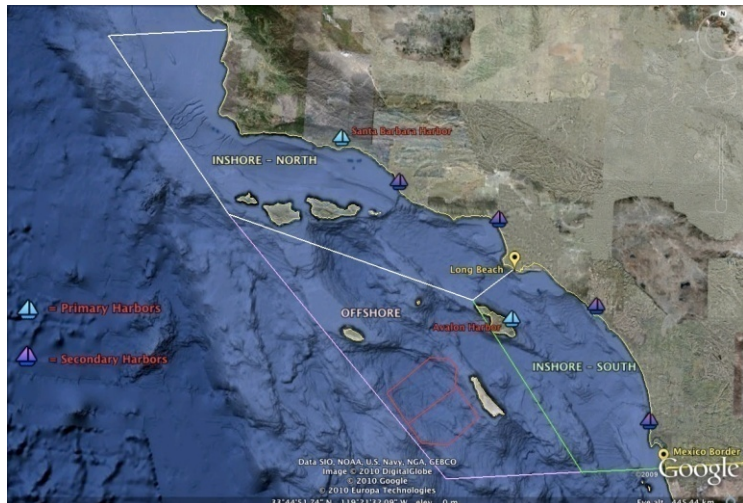 N
Santa Barbara Harbor
INSHORE - NORTH
Long Beach
= Primary Harbors
OFFSHORE
Avalon Harbor
= Secondary Harbors
INSHORE - SOUTH
Mexico Border
Data SIO, NOAA, U.S. Navy, NGA, GEBCO
Image © 2010 DigitalGlobe
© 2010 Google
© 2010 Europa Technologies
©2009 Google